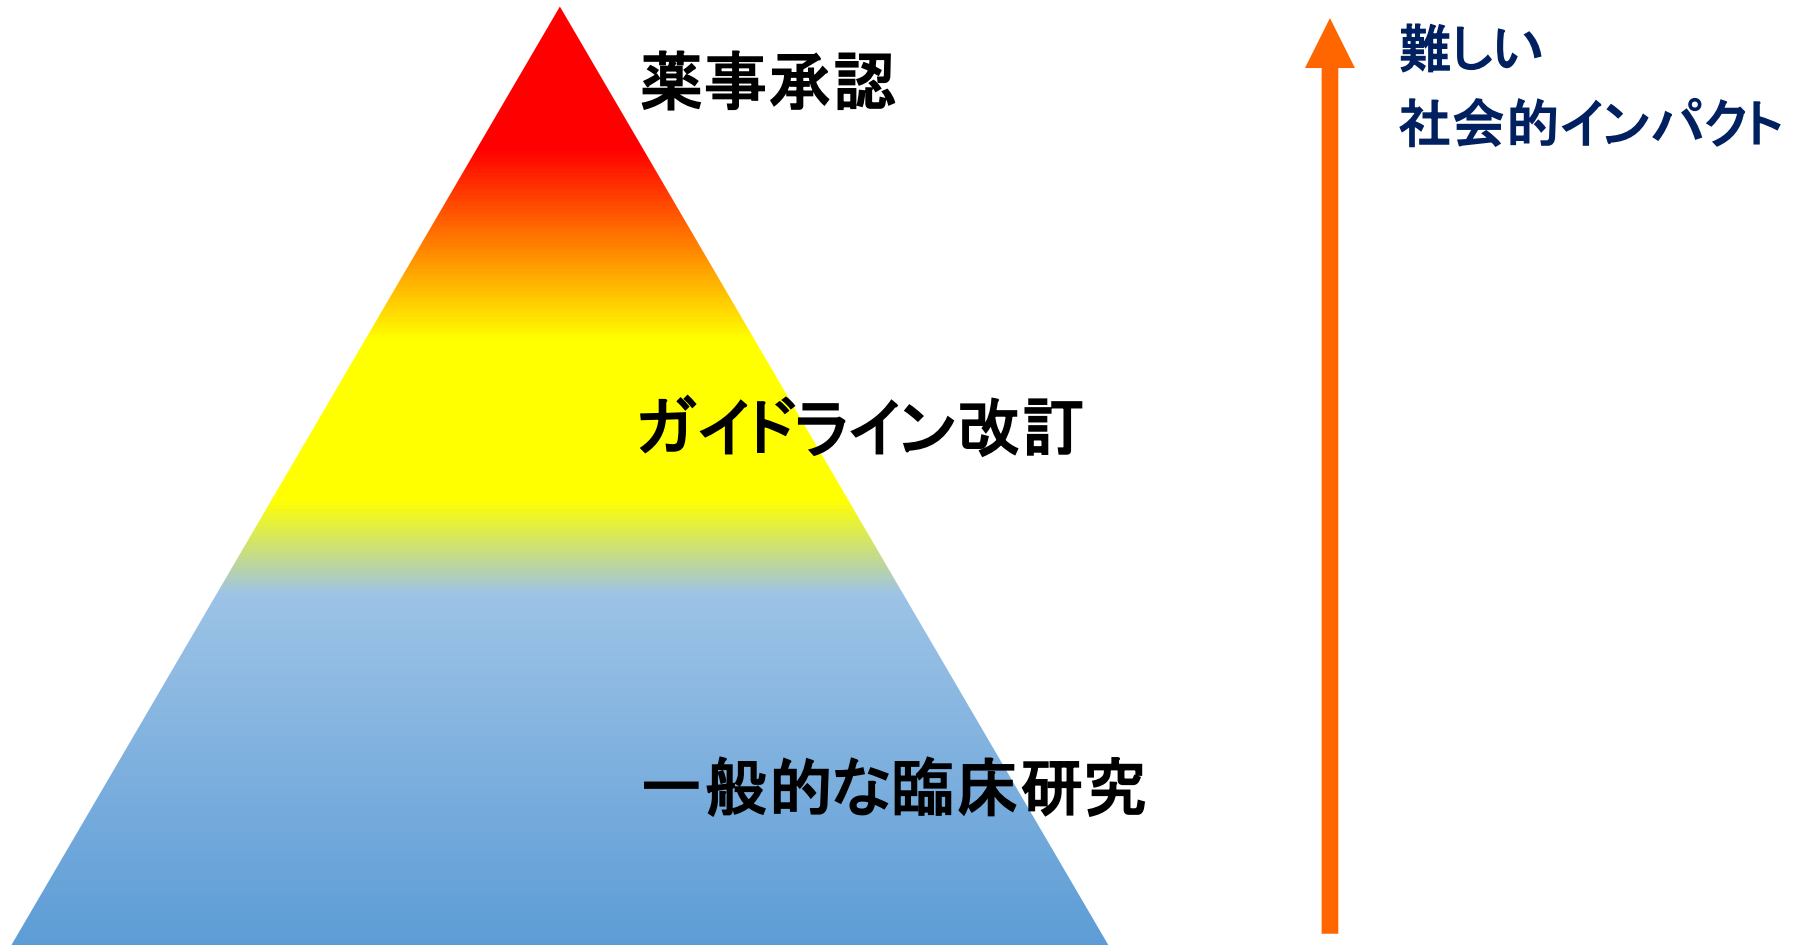 薬事承認
難しい
社会的インパクト
ガイドライン改訂
一般的な臨床研究